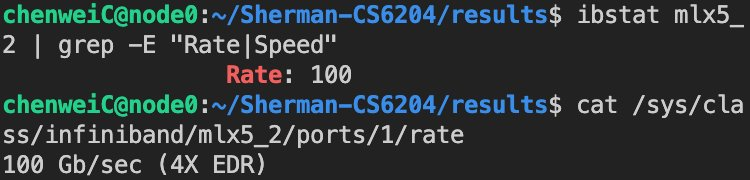 chenweiC@node0:~/Sherman-CS6204/results$ ibstat mlx5_
2 | grep -E "Rate|Speed"
                Rate: 100
chenweiC@node0:~/Sherman-CS6204/results$ cat /sys/cla
ss/infiniband/mlx5_2/ports/1/rate
100 Gb/sec (4X EDR)